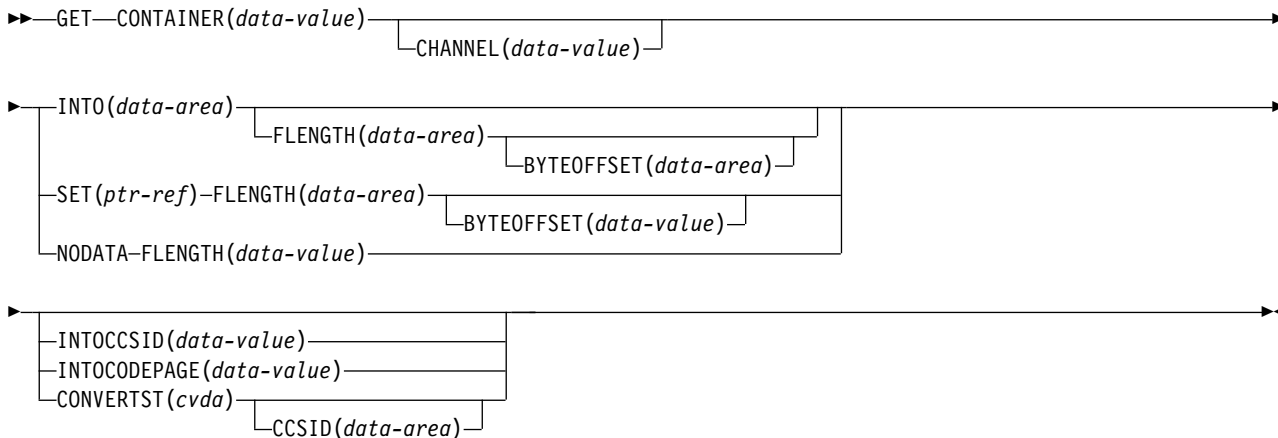 GET CONTAINER(data-value)
CHANNEL(data-value)
INTO(data-area)
FLENGTH(data-area)
BYTEOFFSET(data-area)
SET(ptr-ref) FLENGTH(data-area)
BYTEOFFSET(data-value)
NODATA FLENGTH(data-value)
INTOCCSID(data-value)
INTOCODEPAGE(data-value)
CONVERTST(cvda)
CCSID(data-area)